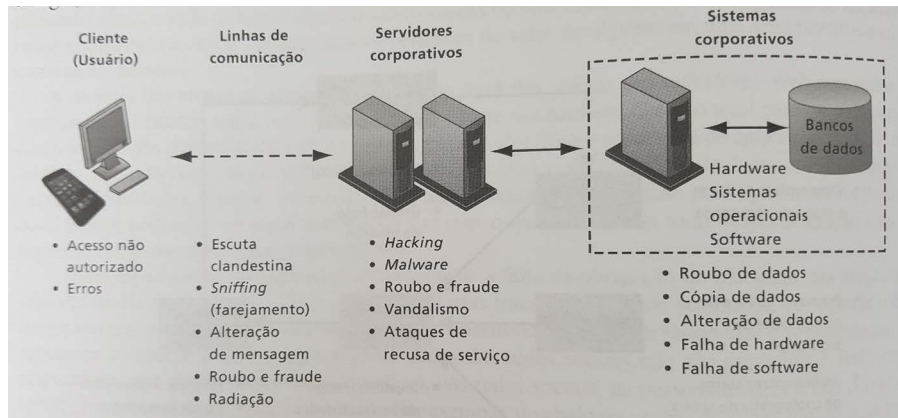 Cliente
(Usuário)
Linhas de
comunicação
Servidores
corporativos
Sistemas
corporativos
Bancos
de dados
Hardware
Sistemas
operacionais
Software
• Acesso não
autorizado
• Erros
• Escuta
clandestina
• Sniffing
(farejamento)
• Alteração
de mensagem
• Roubo e fraude
• Radiação
• Hacking
• Malware
• Roubo e fraude
• Vandalismo
• Ataques de
recusa de serviço
• Roubo de dados
• Cópia de dados
• Alteração de dados
• Falha de hardware
• Falha de software